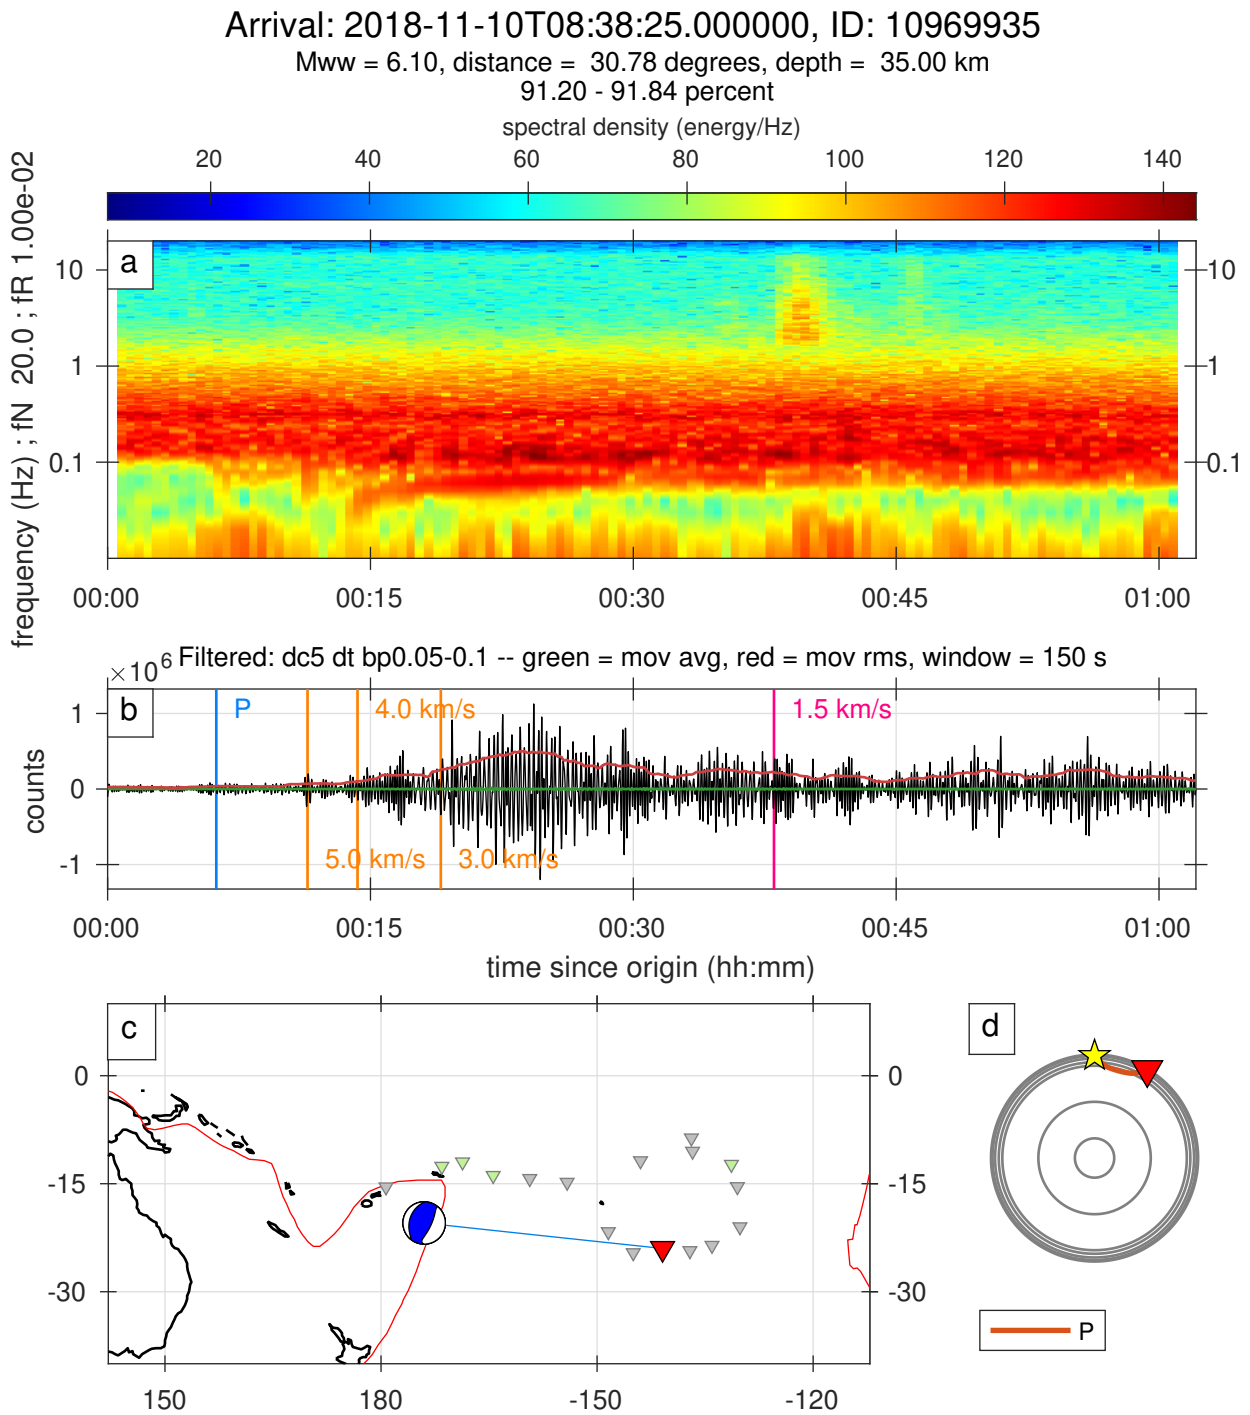 Arrival: 2018-11-10T08:38:25.000000, ID: 10969935
Mww = 6.10, distance =  30.78 degrees, depth =  35.00 km
91.20 - 91.84 percent
spectral density (energy/Hz)
20 40 60 80 100 120 140
frequency (Hz) ; fN  20.0 ; fR 1.00e-02
a
10 10
1 1
0.1 0.1
00:00 00:15 00:30 00:45 01:00
×10^6 Filtered: dc5 dt bp0.05-0.1 -- green = mov avg, red = mov rms, window = 150 s
b
P
4.0 km/s
1.5 km/s
1
0
-1
counts
5.0 km/s
3.0 km/s
00:00 00:15 00:30 00:45 01:00
time since origin (hh:mm)
c
d
0 0
-15 -15
-30 -30
150 180 -150 -120
P